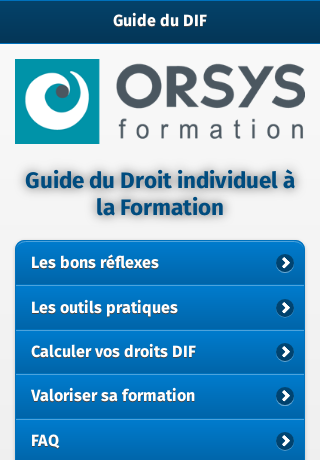 Guide du DIF
ORSYS
formation
Guide du Droit individuel à
la Formation
Les bons réflexes
Les outils pratiques
Calculer vos droits DIF
Valoriser sa formation
FAQ